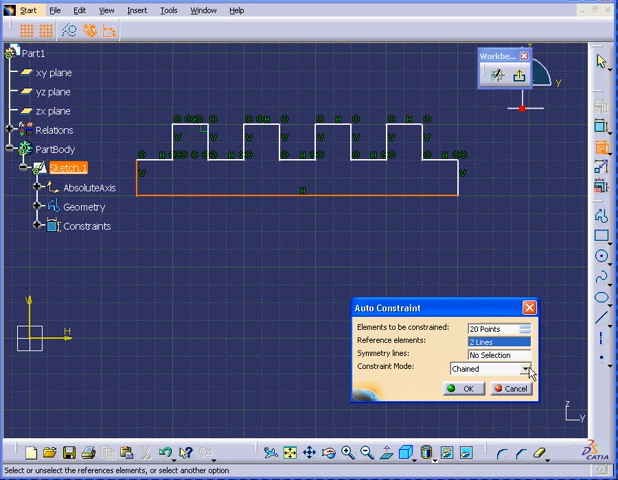 Start File Edit View Insert Tools Window Help
Part1
xy plane
yz plane
zx plane
Relations
PartBody
Sketch.1
AbsoluteAxis
Geometry
Constraints
Workbe...
z
y
V
H
Auto Constraint
Elements to be constrained: 20 Points
Reference elements: 2 Lines
Symmetry lines: No Selection
Constraint Mode: Chained
OK Cancel
z
y
CATIA
Select or unselect the references elements, or select another option